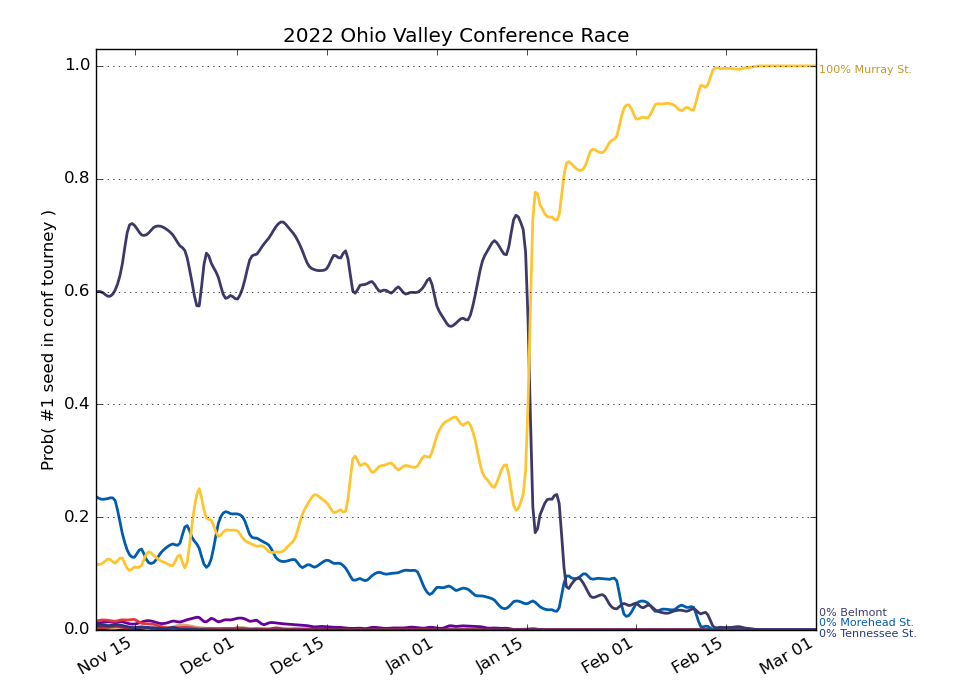 2022 Ohio Valley Conference Race
Prob( #1 seed in conf tourney )
1.0
0.8
0.6
0.4
0.2
0.0
100% Murray St.
0% Belmont
0% Morehead St.
0% Tennessee St.
Nov 15
Dec 01
Dec 15
Jan 01
Jan 15
Feb 01
Feb 15
Mar 01